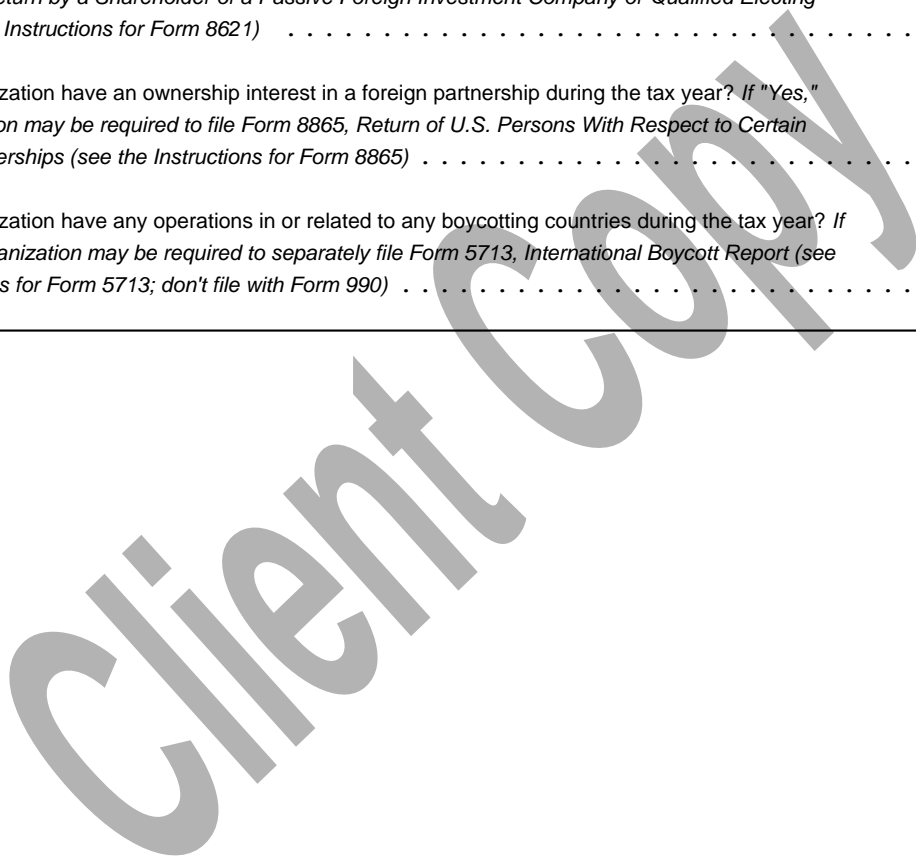 eturn by a Shareholder of a Passive Foreign Investment Company or Qualified Electing
Instructions for Form 8621) . . . . . . . . . . . . . . . . . . . . . . . . . . . . . . . . .
zation have an ownership interest in a foreign partnership during the tax year? If "Yes,"
on may be required to file Form 8865, Return of U.S. Persons With Respect to Certain
erships (see the Instructions for Form 8865) . . . . . . . . . . . . . . . . . . . . . . . . . .
zation have any operations in or related to any boycotting countries during the tax year? If
anization may be required to separately file Form 5713, International Boycott Report (see
s for Form 5713; don't file with Form 990) . . . . . . . . . . . . . . . . . . . . . . . . . . .
Client Copy